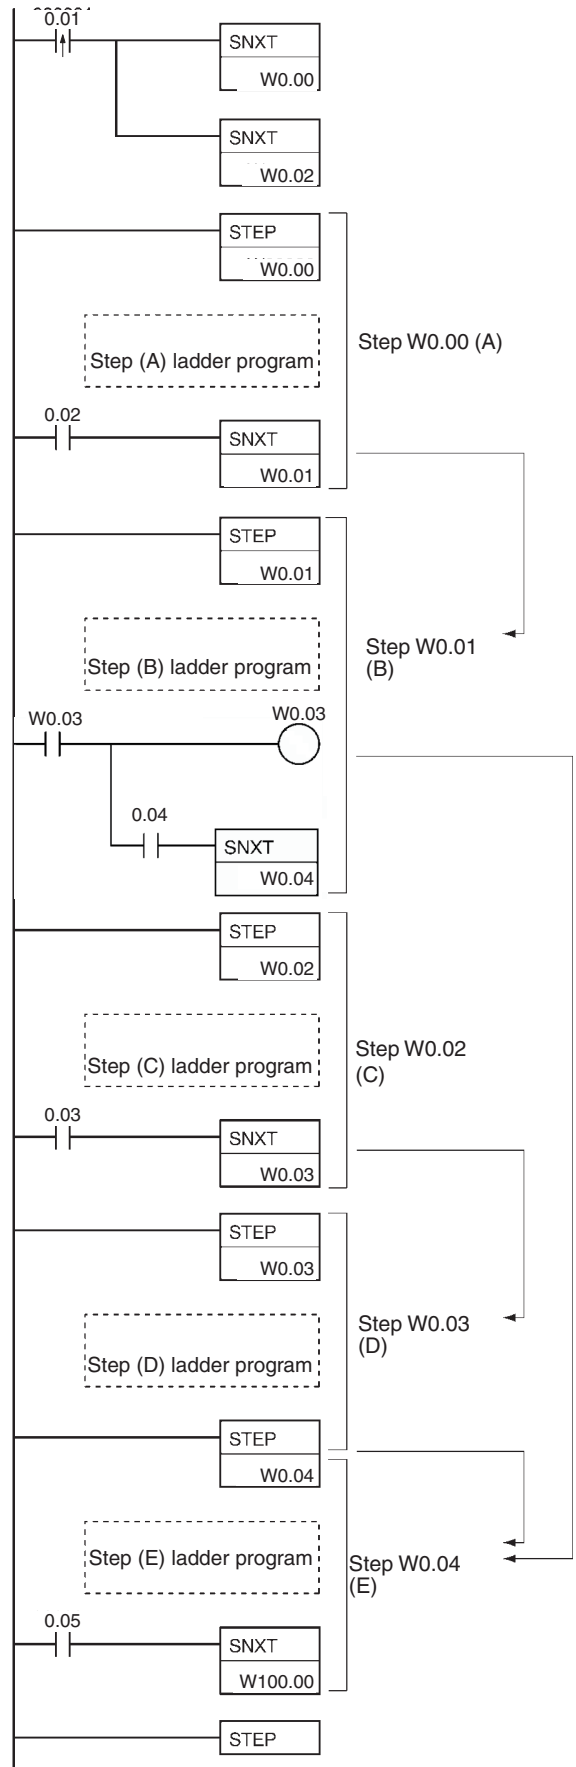 0.01
SNXT
W0.00
SNXT
W0.02
STEP
W0.00
Step (A) ladder program
Step W0.00 (A)
0.02
SNXT
W0.01
STEP
W0.01
Step (B) ladder program
Step W0.01
(B)
W0.03
W0.03
0.04
SNXT
W0.04
STEP
W0.02
Step (C) ladder program
Step W0.02
(C)
0.03
SNXT
W0.03
STEP
W0.03
Step (D) ladder program
Step W0.03
(D)
STEP
W0.04
Step (E) ladder program
Step W0.04
(E)
0.05
SNXT
W100.00
STEP